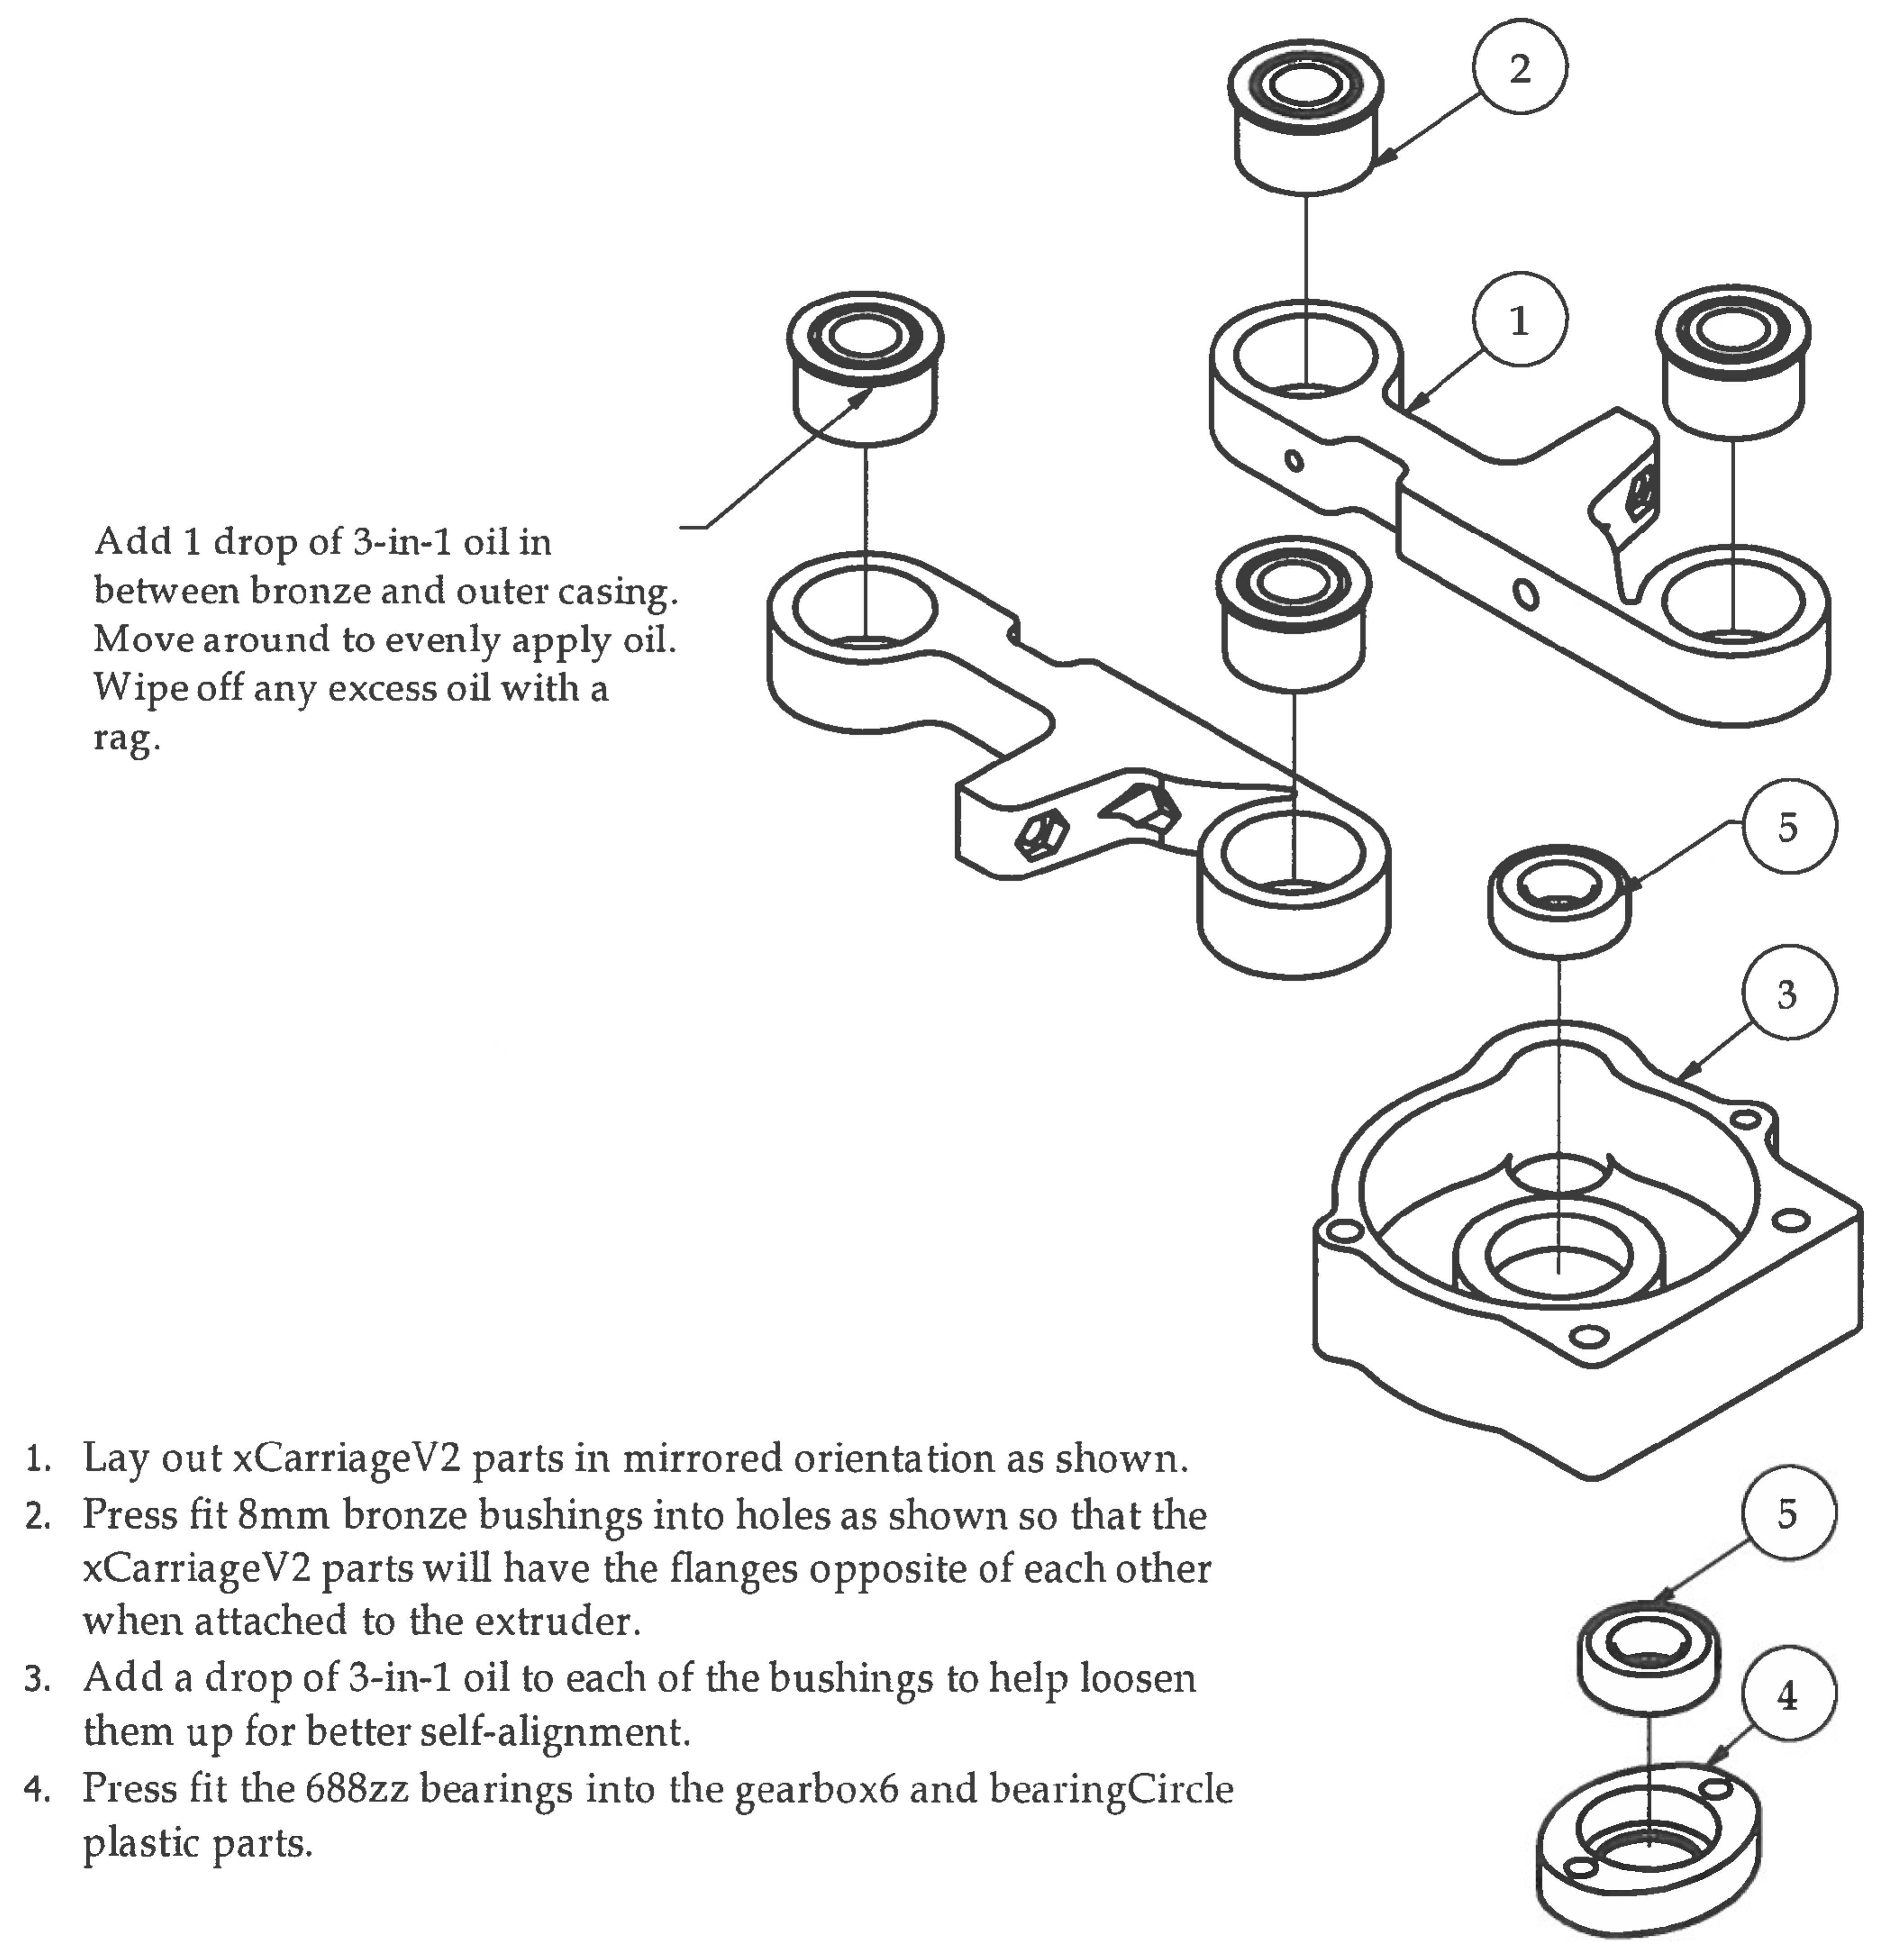 2
1
Add 1 drop of 3-in-1 oil in
between bronze and outer casing.
Move around to evenly apply oil.
Wipe off any excess oil with a
rag.
5
3
1. Lay out xCarriageV2 parts in mirrored orientation as shown.
2. Press fit 8mm bronze bushings into holes as shown so that the
xCarriageV2 parts will have the flanges opposite of each other
when attached to the extruder.
3. Add a drop of 3-in-1 oil to each of the bushings to help loosen
them up for better self-alignment.
4. Press fit the 688zz bearings into the gearbox6 and bearingCircle
plastic parts.
5
4